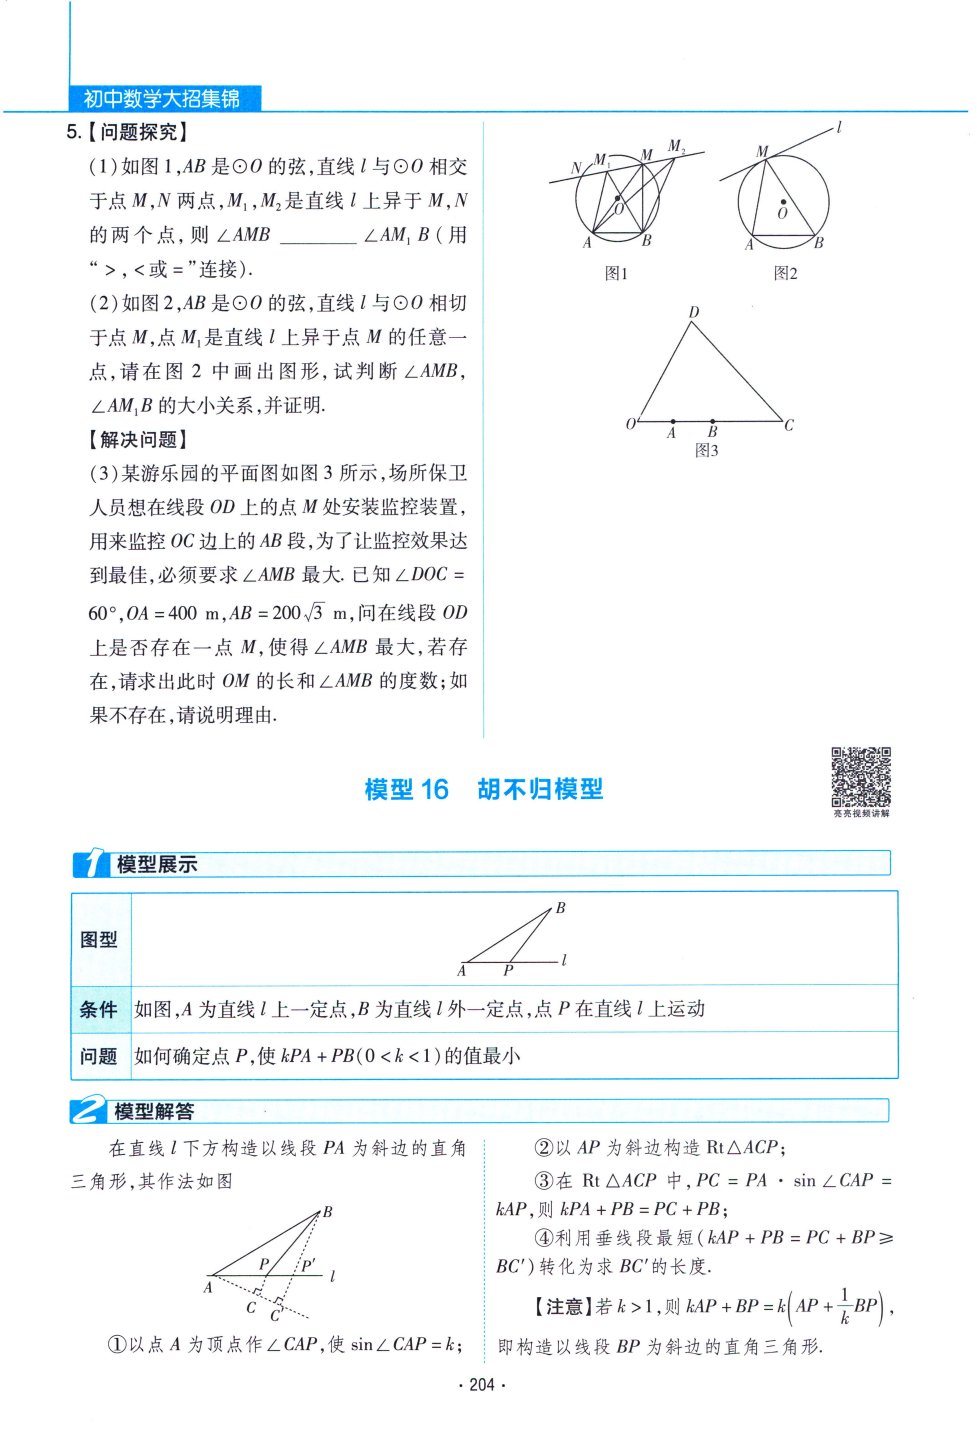 初中数学大招集锦
5.【问题探究】
(1)如图1,AB是⊙O的弦,直线l与⊙O相交
于点M,N两点,M₁,M₂是直线l上异于M,N
的两个点,则∠AMB ________ ∠AM₁B(用
“>,<或=”连接).
(2)如图2,AB是⊙O的弦,直线l与⊙O相切
于点M,点M₁是直线l上异于点M的任意一
点,请在图2中画出图形,试判断∠AMB,
∠AM₁B的大小关系,并证明.
【解决问题】
(3)某游乐园的平面图如图3所示,场所保卫
人员想在线段OD上的点M处安装监控装置,
用来监控OC边上的AB段,为了让监控效果达
到最佳,必须要求∠AMB最大.已知∠DOC=
60°,OA=400 m,AB=200√3 m,问在线段OD
上是否存在一点M,使得∠AMB最大,若存
在,请求出此时OM的长和∠AMB的度数;如
果不存在,请说明理由.
N M₁ M M₂
O
A B
图1
l
M
O
A B
图2
D
O A B C
图3
模型16 胡不归模型
亮亮视频讲解
1 模型展示
图型
B
A P l
条件 如图,A为直线l上一定点,B为直线l外一定点,点P在直线l上运动
问题 如何确定点P,使kPA+PB(0<k<1)的值最小
2 模型解答
在直线l下方构造以线段PA为斜边的直角
三角形,其作法如图
B
P P′ l
A
C C′
①以点A为顶点作∠CAP,使sin∠CAP=k;
②以AP为斜边构造Rt△ACP;
③在Rt△ACP中,PC=PA·sin∠CAP=
kAP,则kPA+PB=PC+PB;
④利用垂线段最短(kAP+PB=PC+BP≥
BC′)转化为求BC′的长度.
【注意】若k>1,则kAP+BP=k(AP+1/k BP),
即构造以线段BP为斜边的直角三角形.
·204·